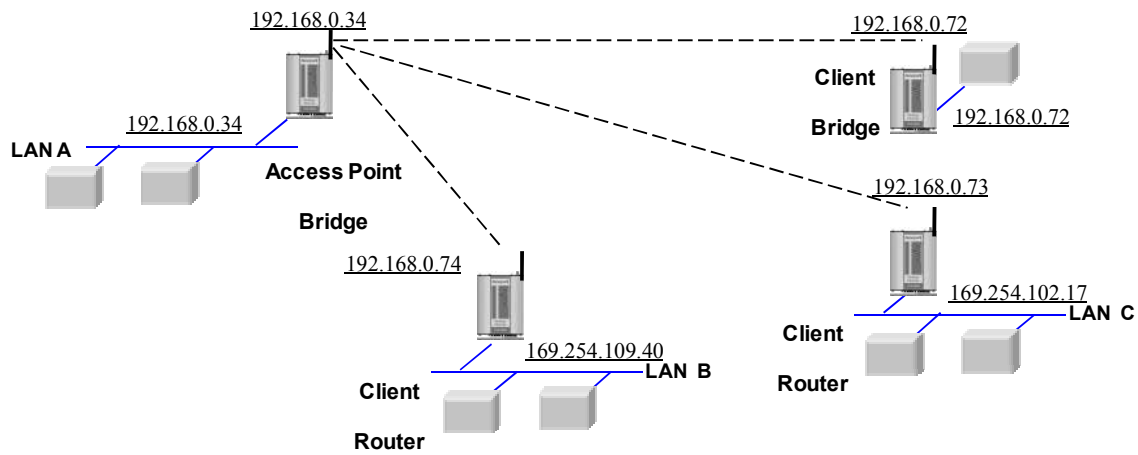 192.168.0.34
192.168.0.72
Client
Bridge
192.168.0.72
192.168.0.34
LAN A
Access Point
Bridge
192.168.0.73
192.168.0.74
169.254.102.17
LAN C
Client
Router
169.254.109.40
LAN B
Client
Router